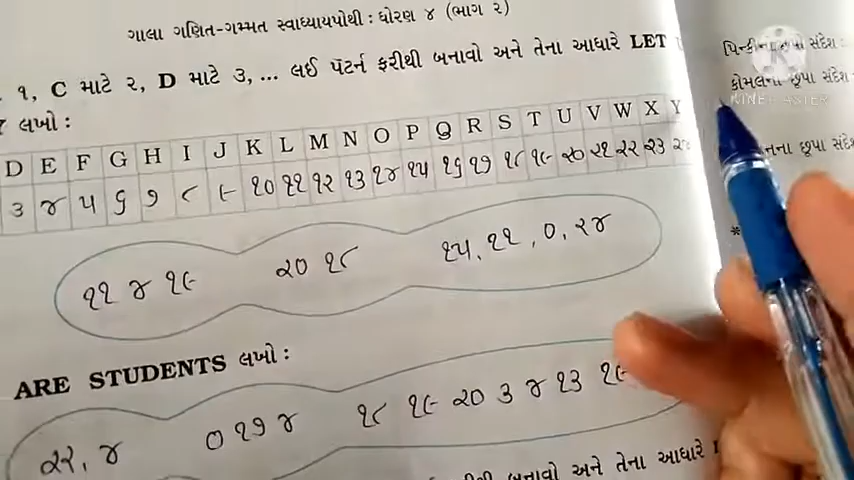 ગાલા ગણિત-ગમ્મત સ્વાધ્યાયપોથી : ધોરણ ૪ (ભાગ ૨)
૧, C માટે ૨, D માટે ૩, ... લઈ પૅટર્ન ફરીથી બનાવો અને તેના આધારે LET
લખો :
D E F G H I J K L M N O P Q R S T U V W X Y
૩ ૪ ૫ ૬ ૭ ૮ ૯ ૧૦ ૧૧ ૧૨ ૧૩ ૧૪ ૧૫ ૧૬ ૧૭ ૧૮ ૧૯ ૨૦ ૨૧ ૨૨ ૨૩ ૨૪
૧૧ ૪ ૧૯ ૨૦ ૧૮ ૧૫, ૧૧, ૦, ૨૪
ARE STUDENTS લખો :
૨૨, ૪ ૦ ૧૭ ૪ ૧૮ ૧૯ ૨૦ ૩ ૪ ૧૩ ૧૯
બનાવો અને તેના આધારે
પિન્કીના છૂપા સંદેશ
કોમલના છૂપા સંદેશ
ના છૂપા સંદેશ
KINEMASTER